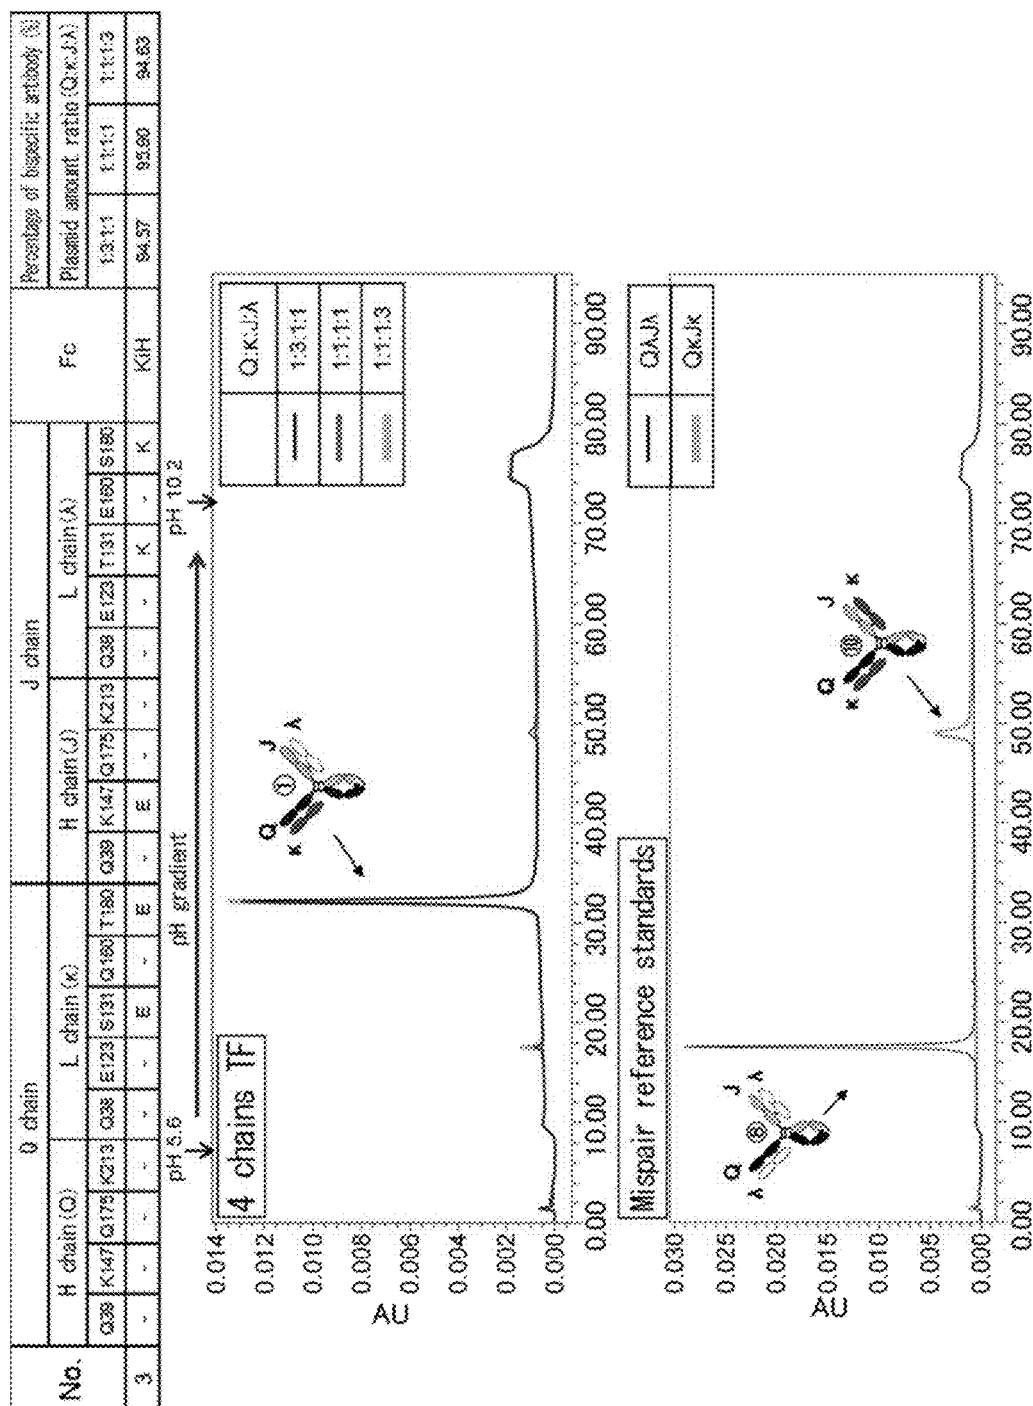 No. Q chain J chain Fc Percentage of bispecific antibody (%)
H chain (Q) L chain (κ) H chain (J) L chain (λ) Plasmid amount ratio (Q:κ:J:λ)
Q39 K147 Q175 K213 Q38 E123 S131 Q160 T180 Q39 K147 Q175 K213 Q38 E123 T131 E160 S180 1:3:1:1 1:1:1:1 1:1:1:3
3 - - - - - - E - E - E - - - - K - K KiH 94.57 95.90 94.63
pH 5.6 pH gradient pH 10.2
4 chains TF
Q:κ:J:λ
1:3:1:1
1:1:1:1
1:1:1:3
Q J
① κ λ
AU
0.014
0.012
0.010
0.008
0.006
0.004
0.002
0.000
0.00 10.00 20.00 30.00 40.00 50.00 60.00 70.00 80.00 90.00
Mispair reference standards
QλJλ
QκJκ
Q J
⑧ λ λ
Q J
⑩ κ κ
AU
0.030
0.025
0.020
0.015
0.010
0.005
0.000
0.00 10.00 20.00 30.00 40.00 50.00 60.00 70.00 80.00 90.00